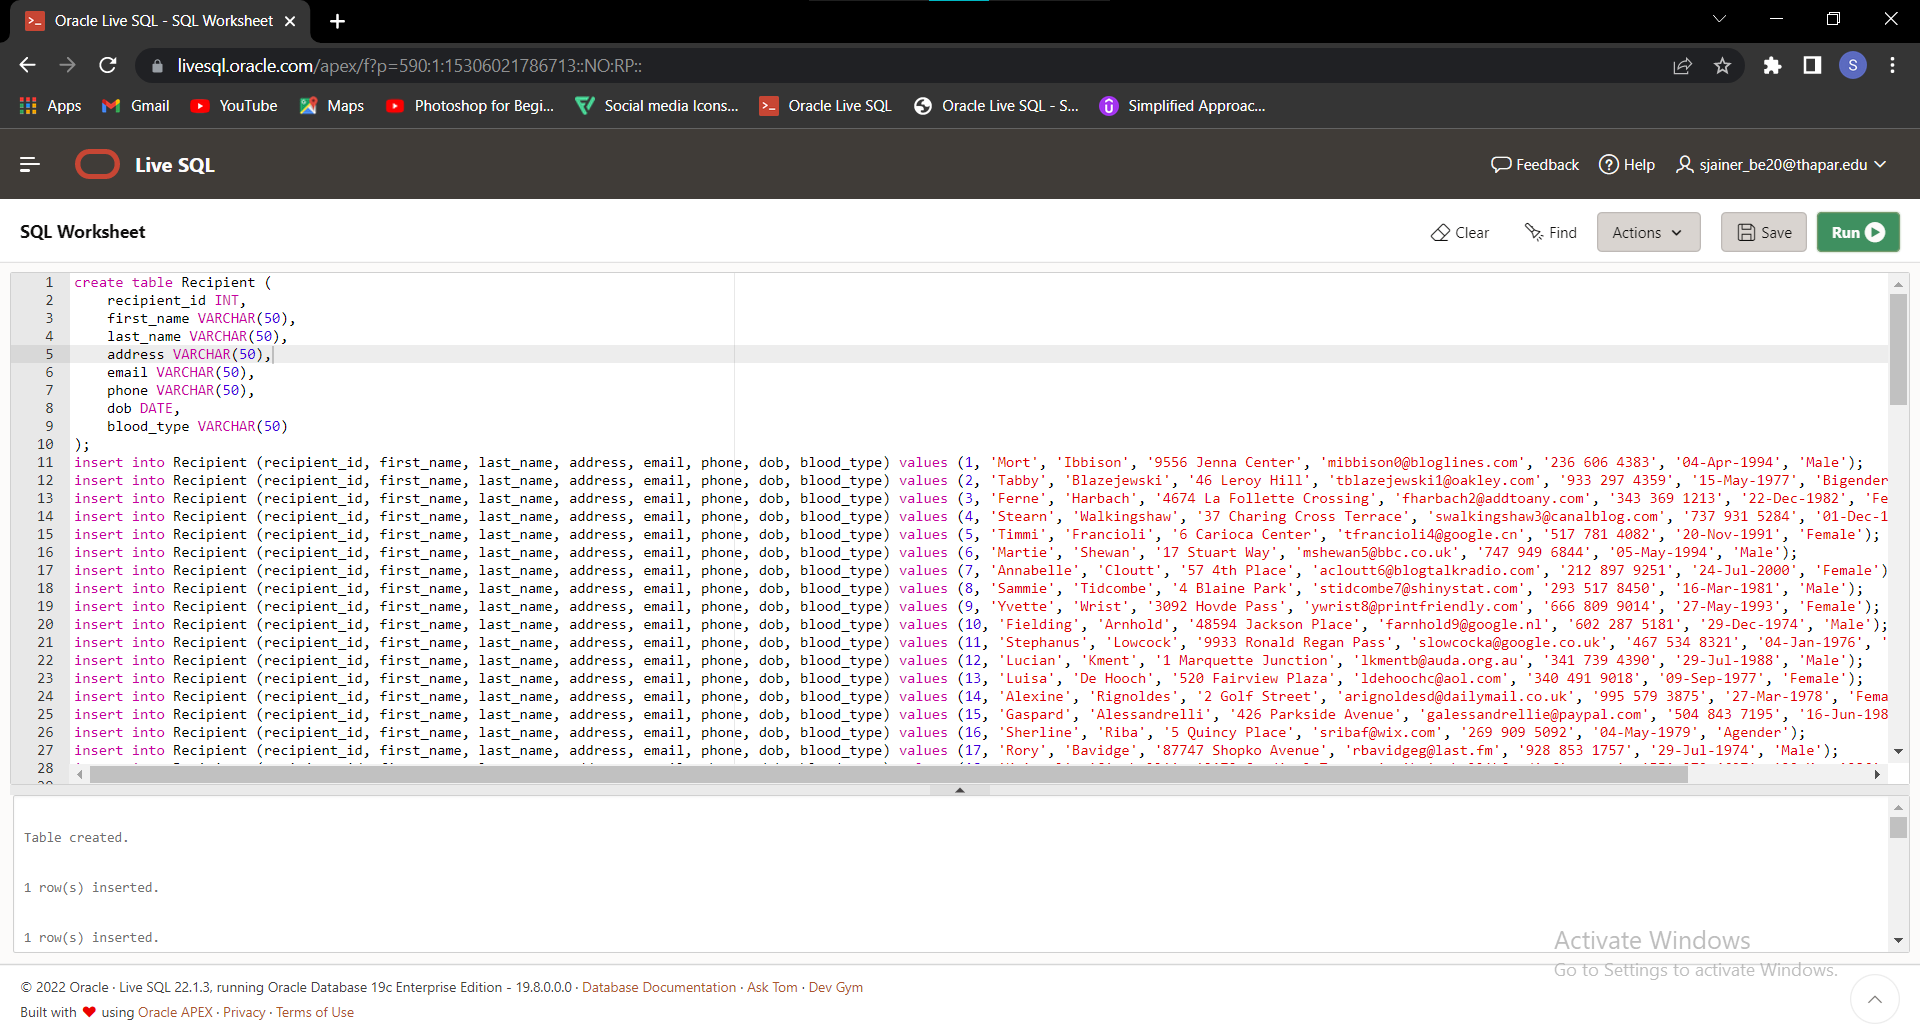 Oracle Live SQL - SQL Worksheet
livesql.oracle.com/apex/f?p=590:1:15306021786713::NO:RP::
S
Apps Gmail YouTube Maps Photoshop for Begi... Social media Icons... Oracle Live SQL Oracle Live SQL - S... Simplified Approac...
Live SQL
Feedback Help sjainer_be20@thapar.edu
SQL Worksheet
Clear Find Actions Save Run
1 create table Recipient (
2 recipient_id INT,
3 first_name VARCHAR(50),
4 last_name VARCHAR(50),
5 address VARCHAR(50),
6 email VARCHAR(50),
7 phone VARCHAR(50),
8 dob DATE,
9 blood_type VARCHAR(50)
10 );
11 insert into Recipient (recipient_id, first_name, last_name, address, email, phone, dob, blood_type) values (1, 'Mort', 'Ibbison', '9556 Jenna Center', 'mibbison0@bloglines.com', '236 606 4383', '04-Apr-1994', 'Male');
12 insert into Recipient (recipient_id, first_name, last_name, address, email, phone, dob, blood_type) values (2, 'Tabby', 'Blazejewski', '46 Leroy Hill', 'tblazejewski1@oakley.com', '933 297 4359', '15-May-1977', 'Bigender
13 insert into Recipient (recipient_id, first_name, last_name, address, email, phone, dob, blood_type) values (3, 'Ferne', 'Harbach', '4674 La Follette Crossing', 'fharbach2@addtoany.com', '343 369 1213', '22-Dec-1982', 'Fe
14 insert into Recipient (recipient_id, first_name, last_name, address, email, phone, dob, blood_type) values (4, 'Stearn', 'Walkingshaw', '37 Charing Cross Terrace', 'swalkingshaw3@canalblog.com', '737 931 5284', '01-Dec-1
15 insert into Recipient (recipient_id, first_name, last_name, address, email, phone, dob, blood_type) values (5, 'Timmi', 'Francioli', '6 Carioca Center', 'tfrancioli4@google.cn', '517 781 4082', '20-Nov-1991', 'Female');
16 insert into Recipient (recipient_id, first_name, last_name, address, email, phone, dob, blood_type) values (6, 'Martie', 'Shewan', '17 Stuart Way', 'mshewan5@bbc.co.uk', '747 949 6844', '05-May-1994', 'Male');
17 insert into Recipient (recipient_id, first_name, last_name, address, email, phone, dob, blood_type) values (7, 'Annabelle', 'Cloutt', '57 4th Place', 'acloutt6@blogtalkradio.com', '212 897 9251', '24-Jul-2000', 'Female')
18 insert into Recipient (recipient_id, first_name, last_name, address, email, phone, dob, blood_type) values (8, 'Sammie', 'Tidcombe', '4 Blaine Park', 'stidcombe7@shinystat.com', '293 517 8450', '16-Mar-1981', 'Male');
19 insert into Recipient (recipient_id, first_name, last_name, address, email, phone, dob, blood_type) values (9, 'Yvette', 'Wrist', '3092 Hovde Pass', 'ywrist8@printfriendly.com', '666 809 9014', '27-May-1993', 'Female');
20 insert into Recipient (recipient_id, first_name, last_name, address, email, phone, dob, blood_type) values (10, 'Fielding', 'Arnhold', '48594 Jackson Place', 'farnhold9@google.nl', '602 287 5181', '29-Dec-1974', 'Male');
21 insert into Recipient (recipient_id, first_name, last_name, address, email, phone, dob, blood_type) values (11, 'Stephanus', 'Lowcock', '9933 Ronald Regan Pass', 'slowcocka@google.co.uk', '467 534 8321', '04-Jan-1976', '
22 insert into Recipient (recipient_id, first_name, last_name, address, email, phone, dob, blood_type) values (12, 'Lucian', 'Kment', '1 Marquette Junction', 'lkmentb@auda.org.au', '341 739 4390', '29-Jul-1988', 'Male');
23 insert into Recipient (recipient_id, first_name, last_name, address, email, phone, dob, blood_type) values (13, 'Luisa', 'De Hooch', '520 Fairview Plaza', 'ldehoochc@aol.com', '340 491 9018', '09-Sep-1977', 'Female');
24 insert into Recipient (recipient_id, first_name, last_name, address, email, phone, dob, blood_type) values (14, 'Alexine', 'Rignoldes', '2 Golf Street', 'arignoldesd@dailymail.co.uk', '995 579 3875', '27-Mar-1978', 'Fema
25 insert into Recipient (recipient_id, first_name, last_name, address, email, phone, dob, blood_type) values (15, 'Gaspard', 'Alessandrelli', '426 Parkside Avenue', 'galessandrellie@paypal.com', '504 843 7195', '16-Jun-198
26 insert into Recipient (recipient_id, first_name, last_name, address, email, phone, dob, blood_type) values (16, 'Sherline', 'Riba', '5 Quincy Place', 'sribaf@wix.com', '269 909 5092', '04-May-1979', 'Agender');
27 insert into Recipient (recipient_id, first_name, last_name, address, email, phone, dob, blood_type) values (17, 'Rory', 'Bavidge', '87747 Shopko Avenue', 'rbavidgeg@last.fm', '928 853 1757', '29-Jul-1974', 'Male');
28
Table created.
1 row(s) inserted.
1 row(s) inserted.
Activate Windows
Go to Settings to activate Windows.
© 2022 Oracle · Live SQL 22.1.3, running Oracle Database 19c Enterprise Edition - 19.8.0.0.0 · Database Documentation · Ask Tom · Dev Gym
Built with ❤ using Oracle APEX · Privacy · Terms of Use